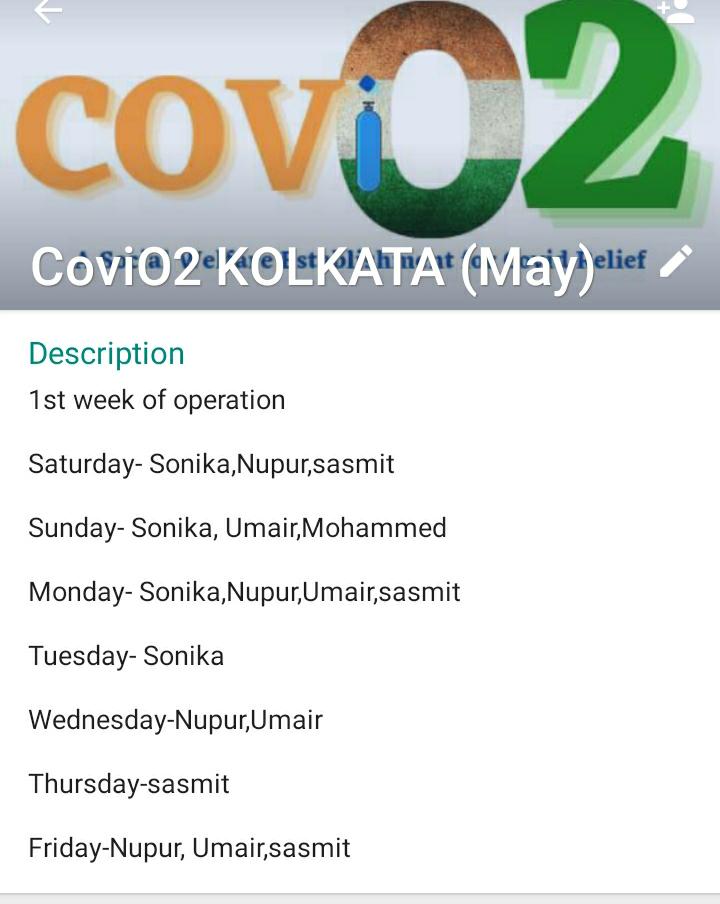 coviO2
A Social Welfare Establishment for Covid Relief
CoviO2 KOLKATA (May)
Description
1st week of operation
Saturday- Sonika,Nupur,sasmit
Sunday- Sonika, Umair,Mohammed
Monday- Sonika,Nupur,Umair,sasmit
Tuesday- Sonika
Wednesday-Nupur,Umair
Thursday-sasmit
Friday-Nupur, Umair,sasmit